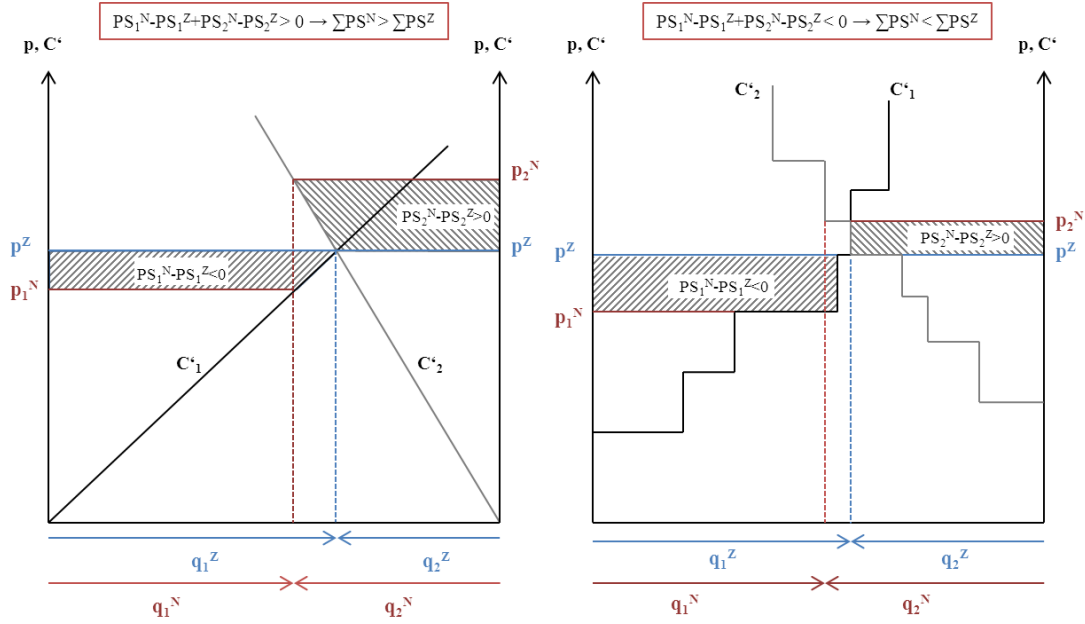 PS₁ᴺ-PS₁ᶻ+PS₂ᴺ-PS₂ᶻ > 0 → ∑PSᴺ > ∑PSᶻ
p, C‘
p, C‘
p₂ᴺ
PS₂ᴺ-PS₂ᶻ>0
pᶻ
pᶻ
PS₁ᴺ-PS₁ᶻ<0
p₁ᴺ
C‘₁
C‘₂
q₁ᶻ
q₂ᶻ
q₁ᴺ
q₂ᴺ
PS₁ᴺ-PS₁ᶻ+PS₂ᴺ-PS₂ᶻ < 0 → ∑PSᴺ < ∑PSᶻ
p, C‘
p, C‘
C‘₂
C‘₁
p₂ᴺ
PS₂ᴺ-PS₂ᶻ>0
pᶻ
pᶻ
PS₁ᴺ-PS₁ᶻ<0
p₁ᴺ
q₁ᶻ
q₂ᶻ
q₁ᴺ
q₂ᴺ